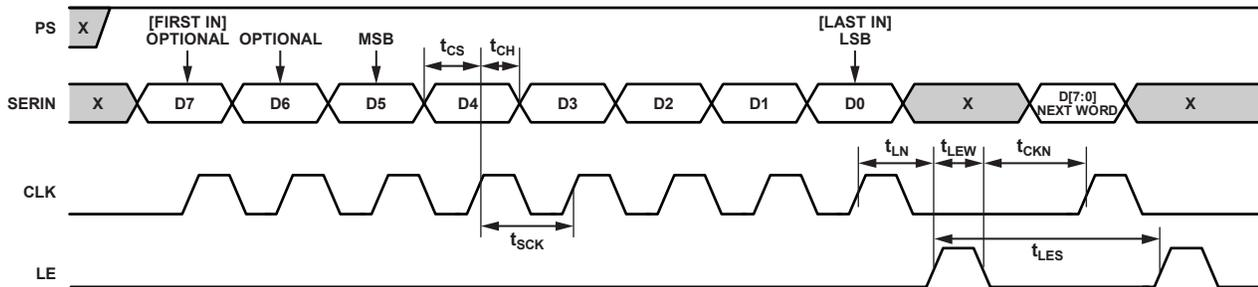 PS X
[FIRST IN]
OPTIONAL
OPTIONAL
MSB
tCS
tCH
[LAST IN]
LSB
SERIN X D7 D6 D5 D4 D3 D2 D1 D0 X D[7:0] X
NEXT WORD
tLN
tLEW
tCKN
CLK
tSCK
tLES
LE